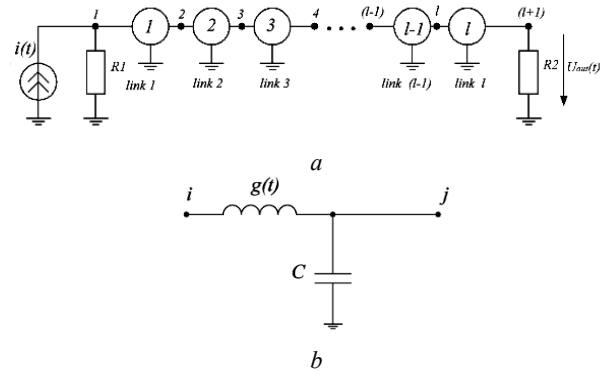 1 2 3 4 (l-1) l (l+1)
i(t) 1 2 3 l-1 l
R1 R2 Uout(t)
link 1 link 2 link 3 link (l-1) link l
a
g(t)
i j
C
b